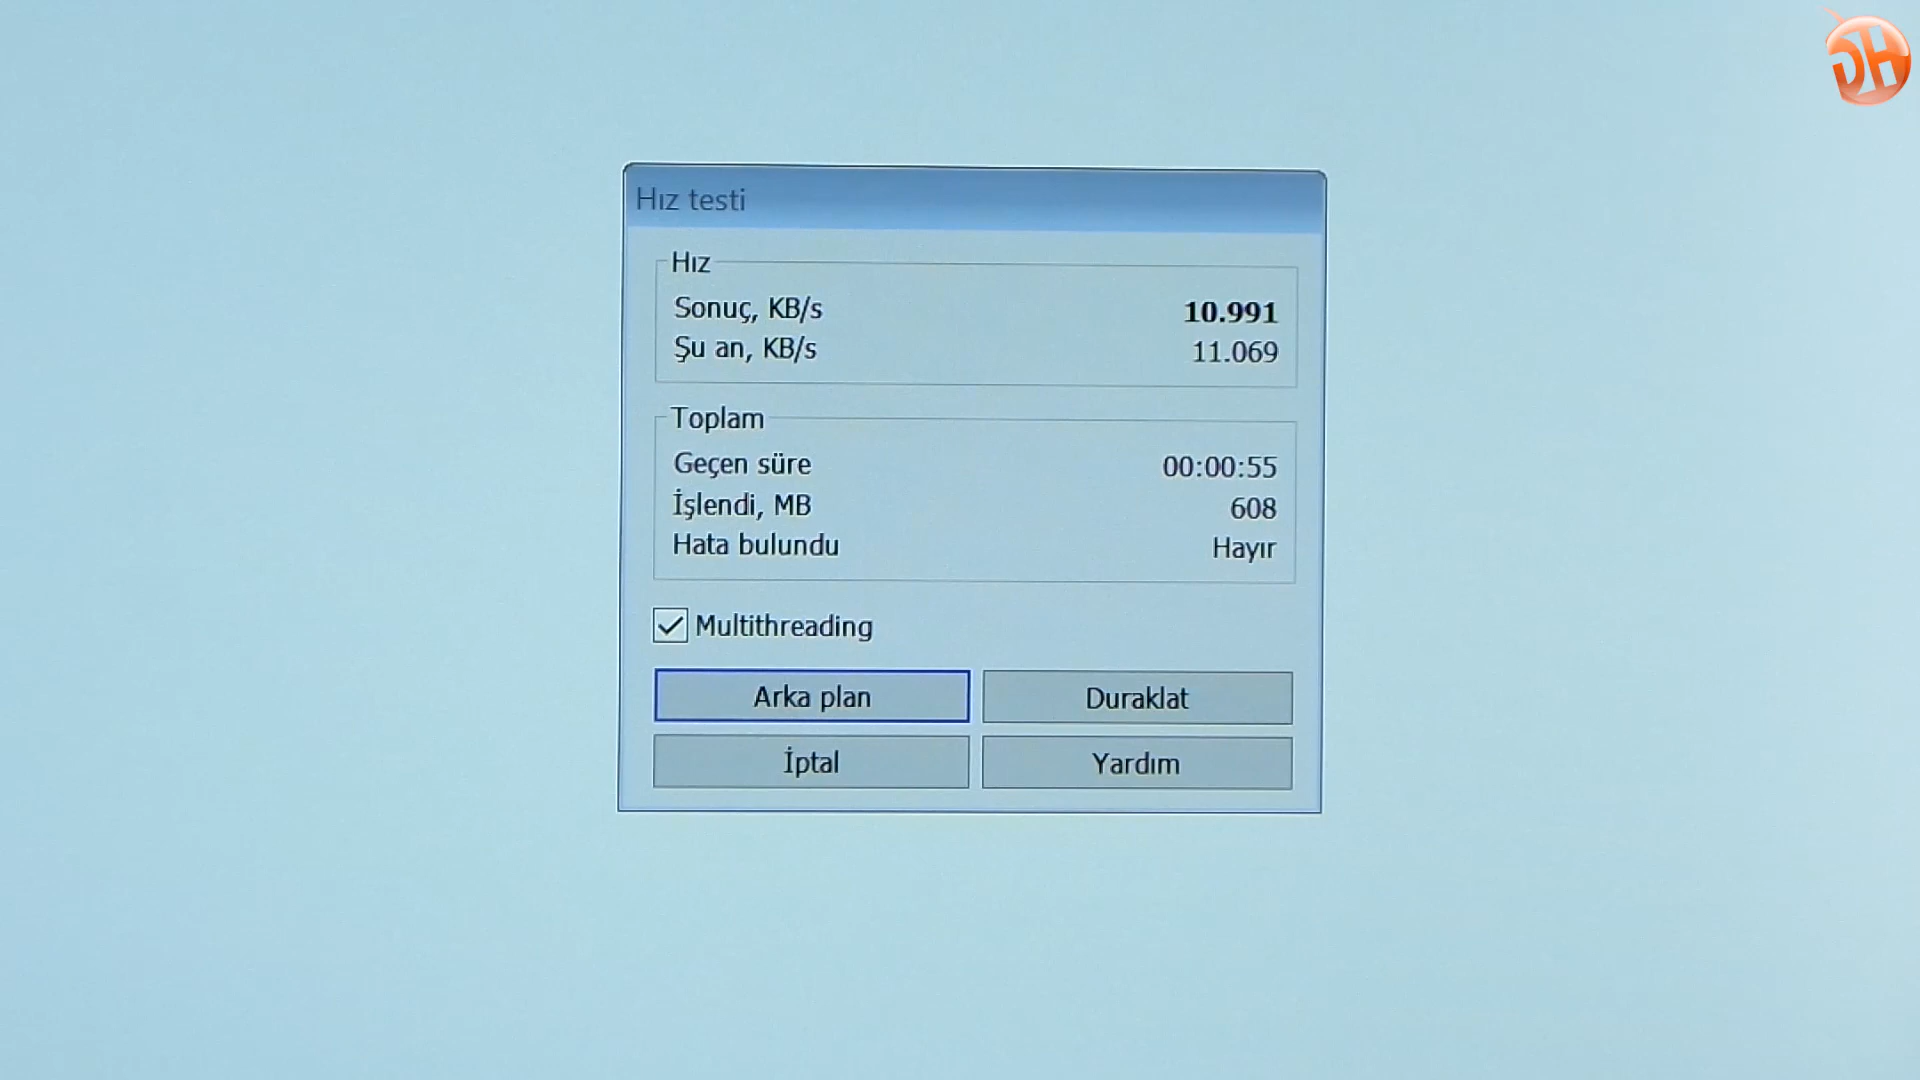 DH
Hız testi
Hız
Sonuç, KB/s 10.991
Şu an, KB/s 11.069
Toplam
Geçen süre 00:00:55
İşlendi, MB 608
Hata bulundu Hayır
Multithreading
Arka plan Duraklat
İptal Yardım